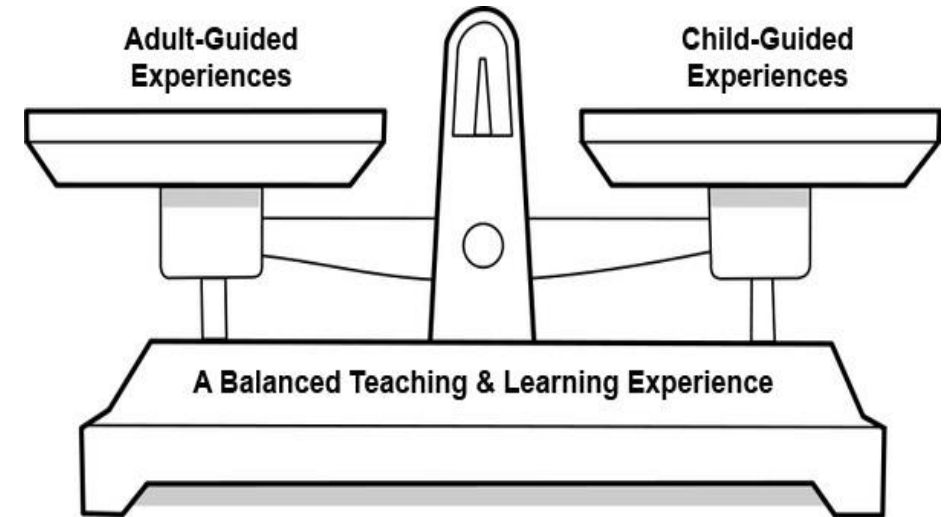 Adult-Guided
Experiences
Child-Guided
Experiences
A Balanced Teaching & Learning Experience